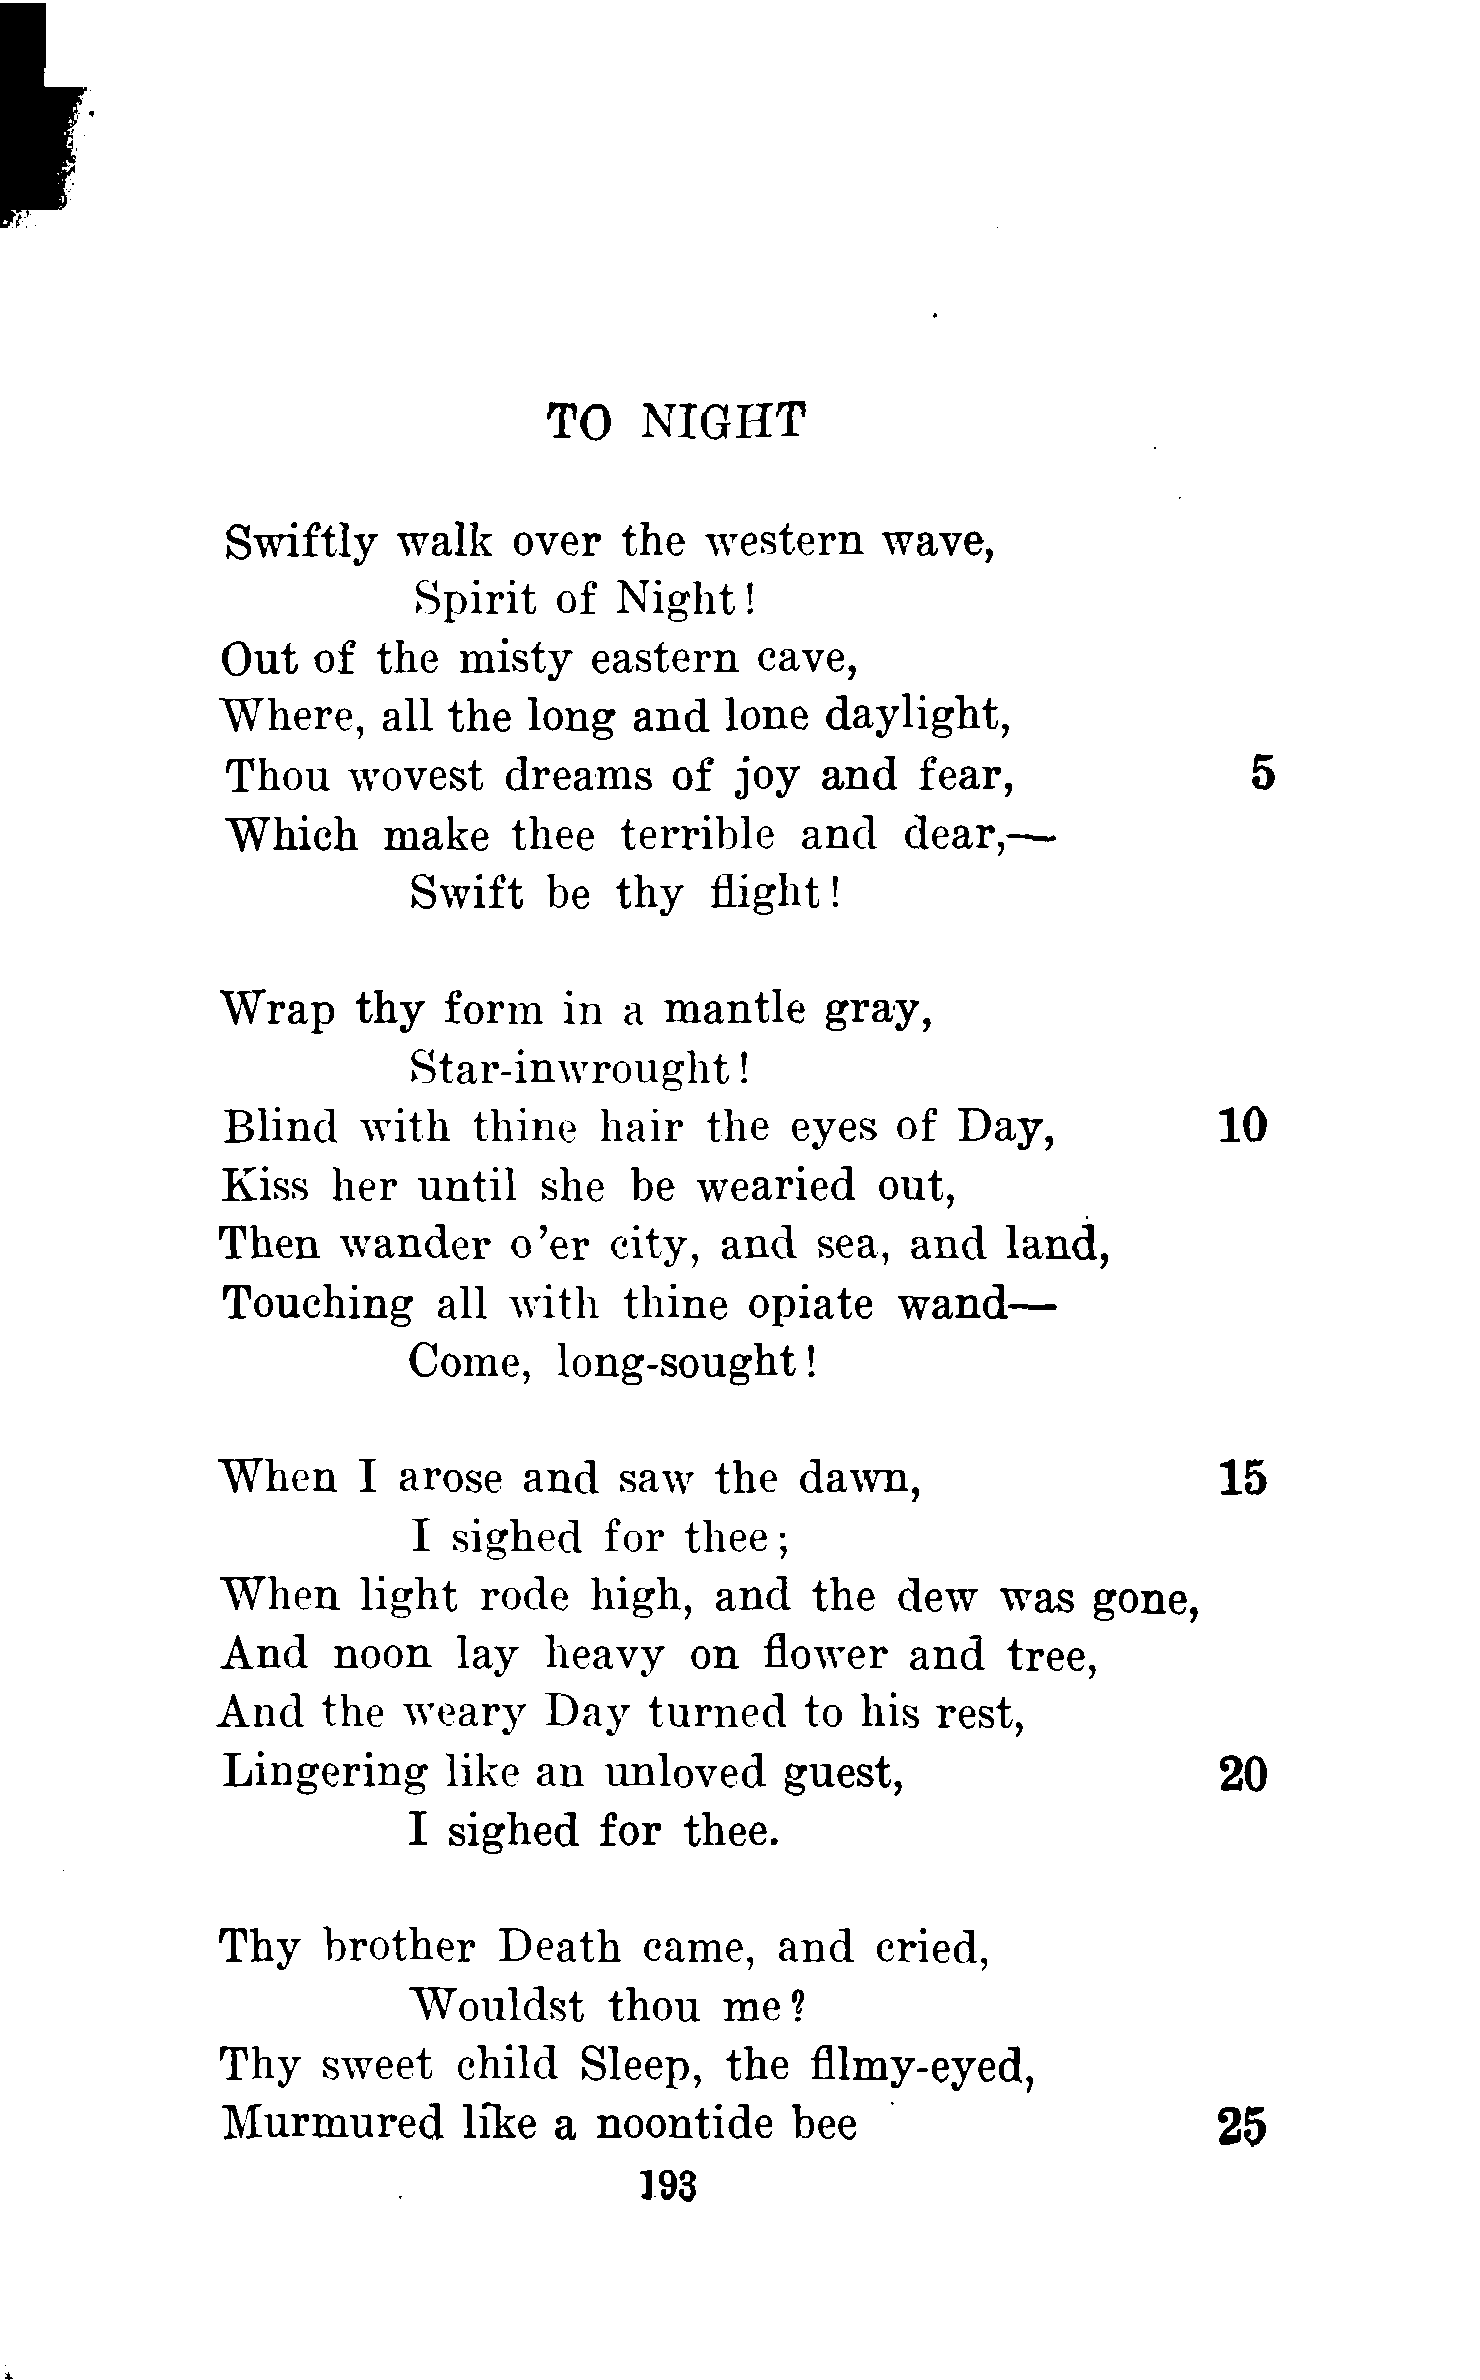 TO NIGHT
Swiftly walk over the western wave,
Spirit of Night!
Out of the misty eastern cave,
Where, all the long and lone daylight,
Thou wovest dreams of joy and fear, 5
Which make thee terrible and dear,—
Swift be thy flight!
Wrap thy form in a mantle gray,
Star-inwrought!
Blind with thine hair the eyes of Day, 10
Kiss her until she be wearied out,
Then wander o'er city, and sea, and land,
Touching all with thine opiate wand—
Come, long-sought!
When I arose and saw the dawn, 15
I sighed for thee;
When light rode high, and the dew was gone,
And noon lay heavy on flower and tree,
And the weary Day turned to his rest,
Lingering like an unloved guest, 20
I sighed for thee.
Thy brother Death came, and cried,
Wouldst thou me?
Thy sweet child Sleep, the filmy-eyed,
Murmured like a noontide bee 25
193